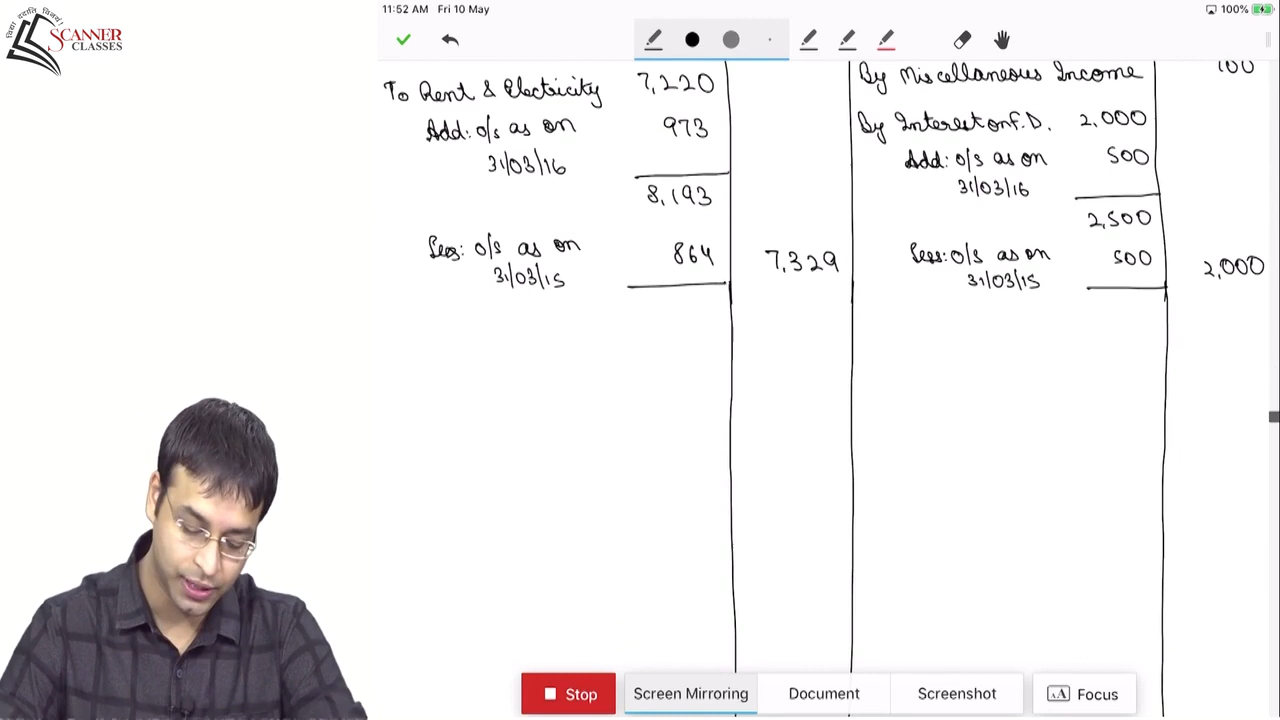 11:52 AM Fri 10 May
100%
विद्या ददाति विनयं
SCANNER
CLASSES
To Rent & Electricity 7,220
Add: o/s as on 973
31/03/16
8,193
Less: o/s as on 864 7,329
31/03/15
By Miscellaneous Income 100
By Interest on F.D. 2,000
Add: o/s as on 500
31/03/16
2,500
Less: o/s as on 500 2,000
31/03/15
Stop
Screen Mirroring
Document
Screenshot
AA Focus